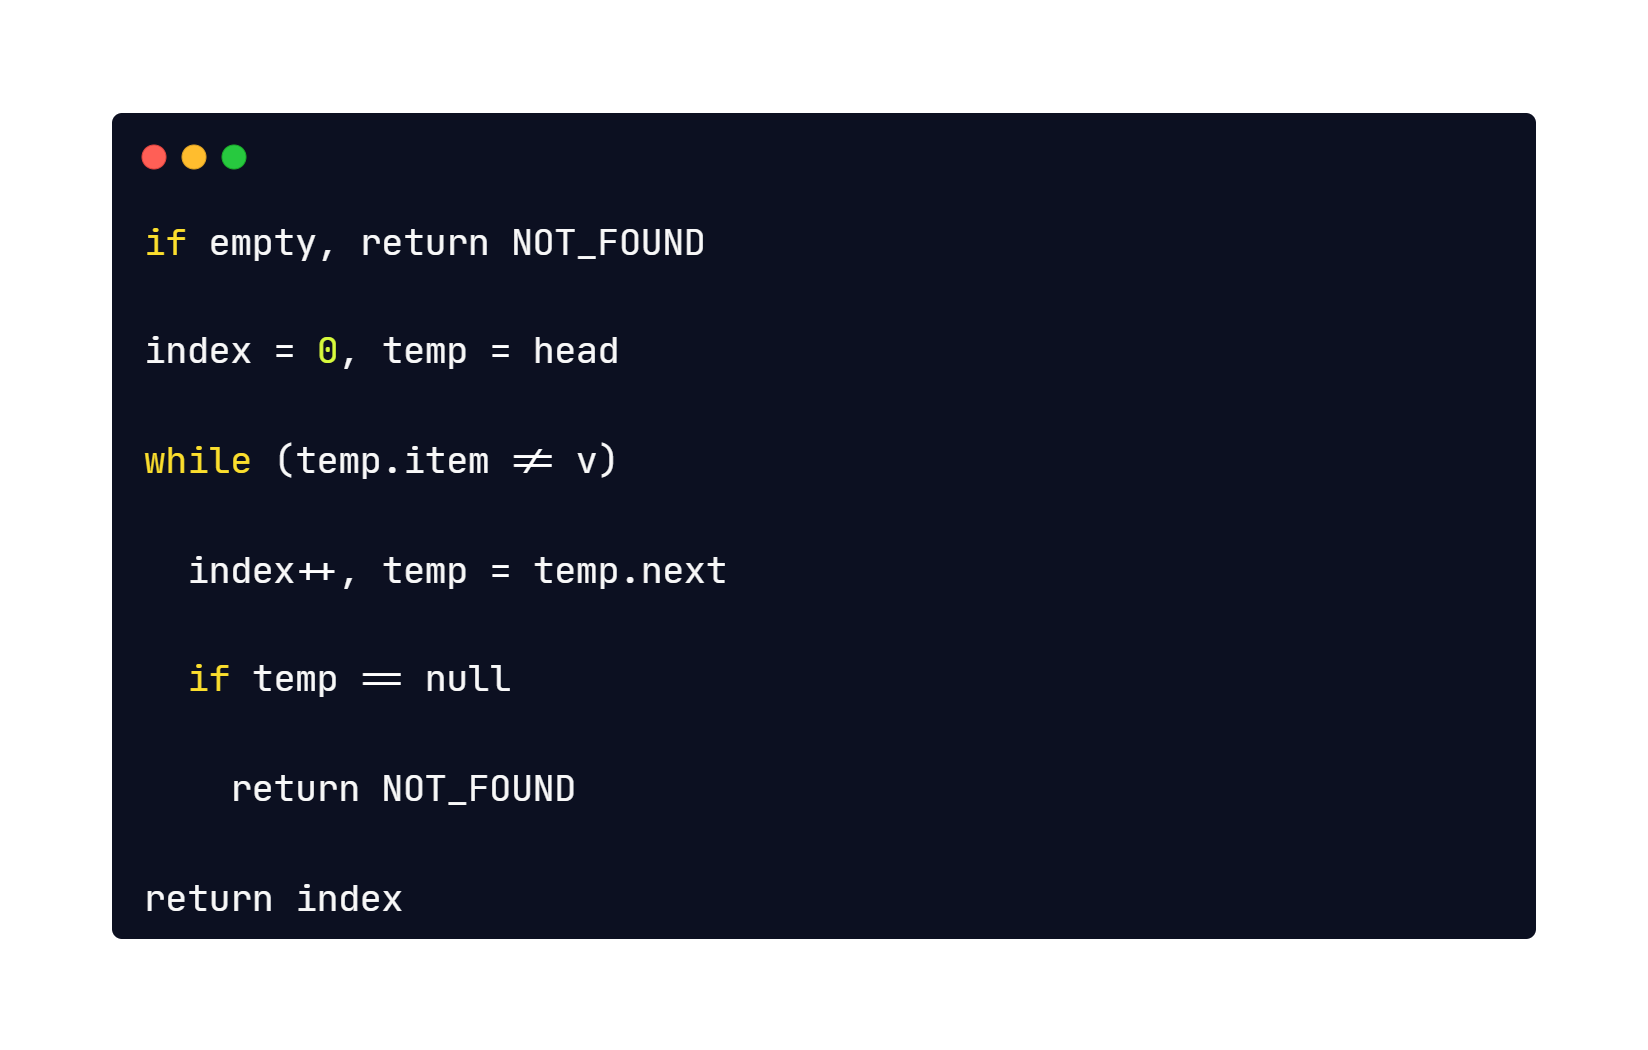 if empty, return NOT_FOUND
index = 0, temp = head
while (temp.item != v)
index++, temp = temp.next
if temp == null
return NOT_FOUND
return index